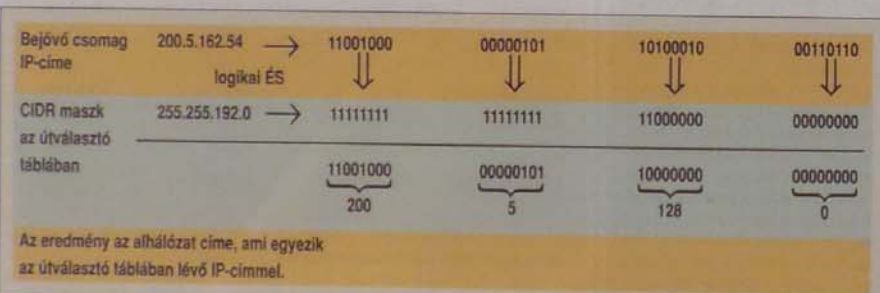 Bejövő csomag 200.5.162.54 → 11001000 00000101 10100010 00110110
IP-címe
logikai ÉS
CIDR maszk 255.255.192.0 → 11111111 11111111 11000000 00000000
az útválasztó
táblában 11001000 00000101 10000000 00000000
200 5 128 0
Az eredmény az alhálózat címe, ami egyezik
az útválasztó táblában lévő IP-címmel.